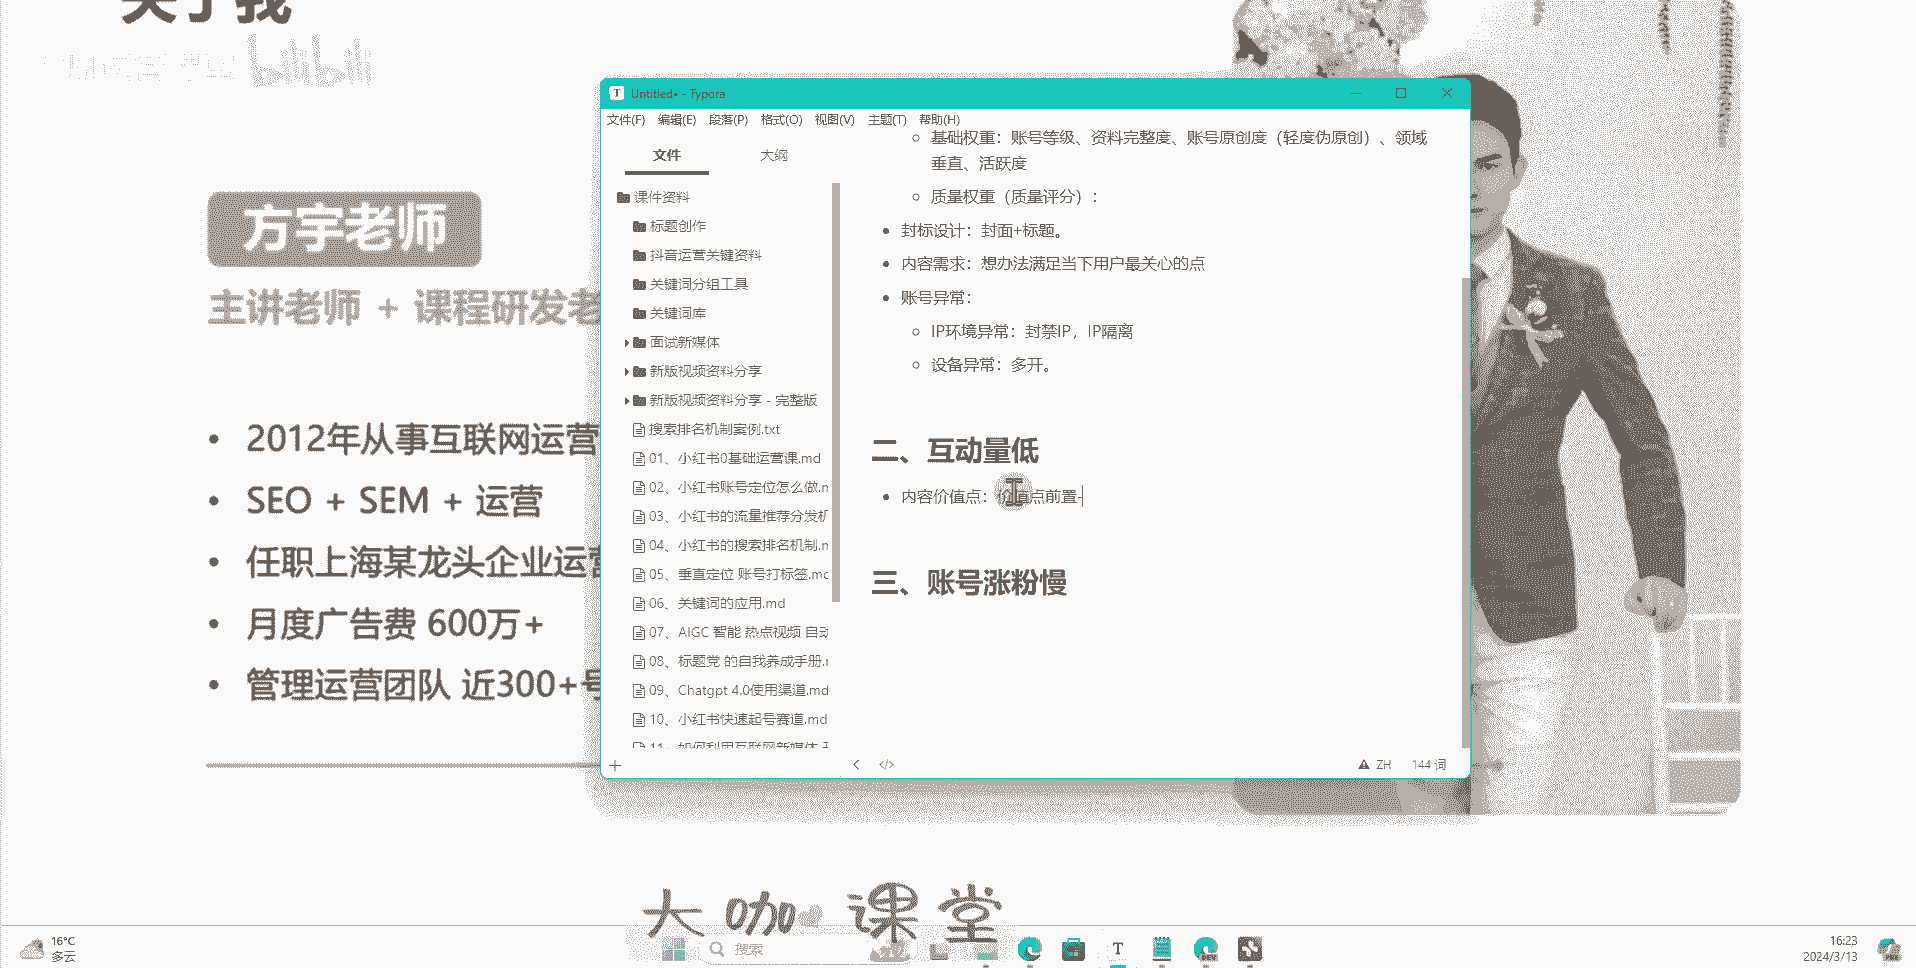 关于我
bilibili
方宇老师
主讲老师 + 课程研发老
• 2012年从事互联网运营
• SEO + SEM + 运营
• 任职上海某龙头企业运营
• 月度广告费 600万+
• 管理运营团队 近300+号
Untitled• - Typora
文件(F) 编辑(E) 段落(P) 格式(O) 视图(V) 主题(T) 帮助(H)
文件 大纲
课件资料
标题创作
抖音运营关键资料
关键词分组工具
关键词库
面试新媒体
新版视频资料分享
新版视频资料分享 - 完整版
搜索排名机制案例.txt
01、小红书0基础运营课.md
02、小红书账号定位怎么做.m
03、小红书的流量推荐分发机
04、小红书的搜索排名机制.m
05、垂直定位 账号打标签.md
06、关键词的应用.md
07、AIGC 智能 热点视频 自动
08、标题党 的自我养成手册.m
09、Chatgpt 4.0使用渠道.md
10、小红书快速起号赛道.md
11、如何利用互联网新媒体
基础权重：账号等级、资料完整度、账号原创度（轻度伪原创）、领域
垂直、活跃度
质量权重（质量评分）：
• 封标设计：封面+标题。
• 内容需求：想办法满足当下用户最关心的点
• 账号异常：
IP环境异常：封禁IP，IP隔离
设备异常：多开。
二、互动量低
• 内容价值点：价值点前置-
三、账号涨粉慢
</> ZH 144 词
大咖课堂
16°C
多云
搜索
16:23
2024/3/13